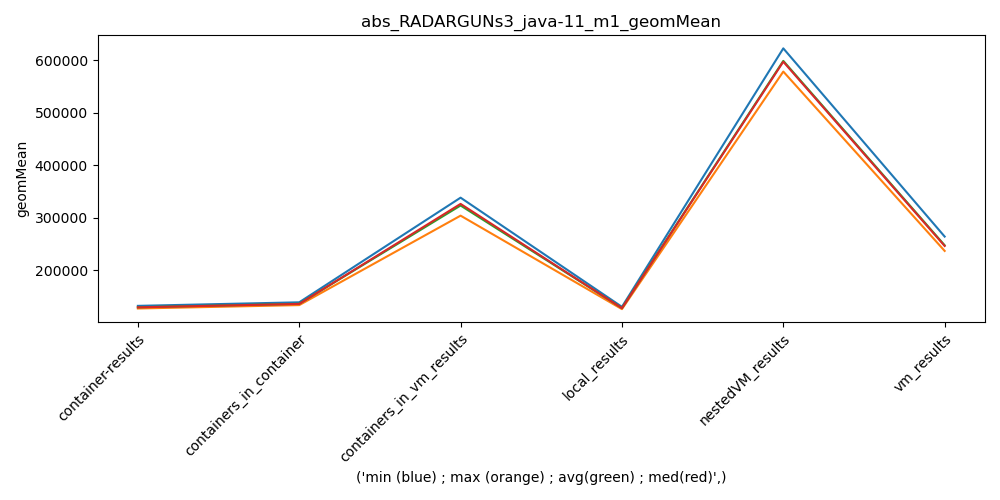 abs_RADARGUNs3_java-11_m1_geomMean
geomMean
600000
500000
400000
300000
200000
container-results
containers_in_container
containers_in_vm_results
local_results
nestedVM_results
vm_results
('min (blue) ; max (orange) ; avg(green) ; med(red)',)